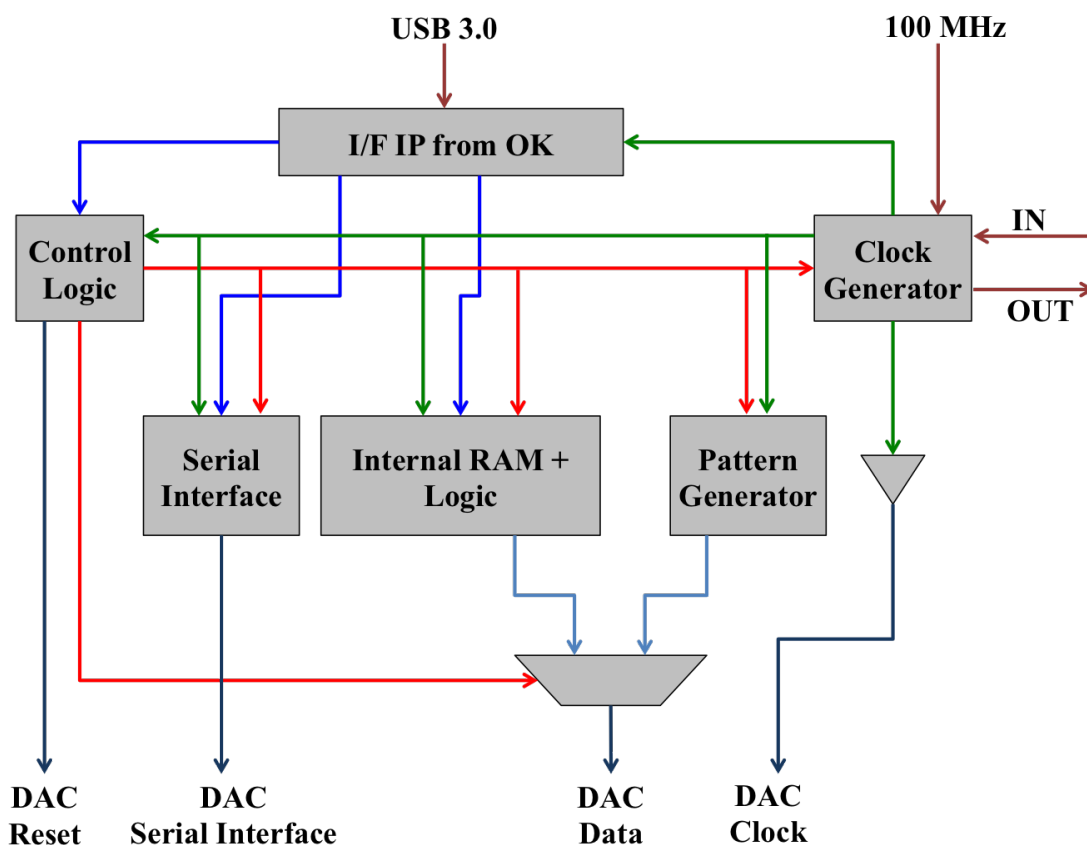 USB 3.0
100 MHz
I/F IP from OK
Control
Logic
Clock
Generator
IN
OUT
Serial
Interface
Internal RAM +
Logic
Pattern
Generator
DAC
Reset
DAC
Serial Interface
DAC
Data
DAC
Clock